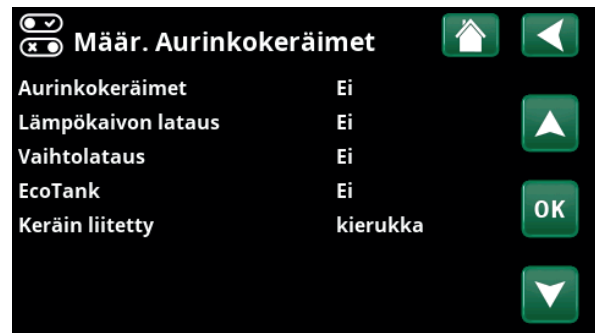 Määr. Aurinkokeräimet
Aurinkokeräimet Ei
Lämpökaivon lataus Ei
Vaihtolataus Ei
EcoTank Ei
Keräin liitetty kierukka
OK